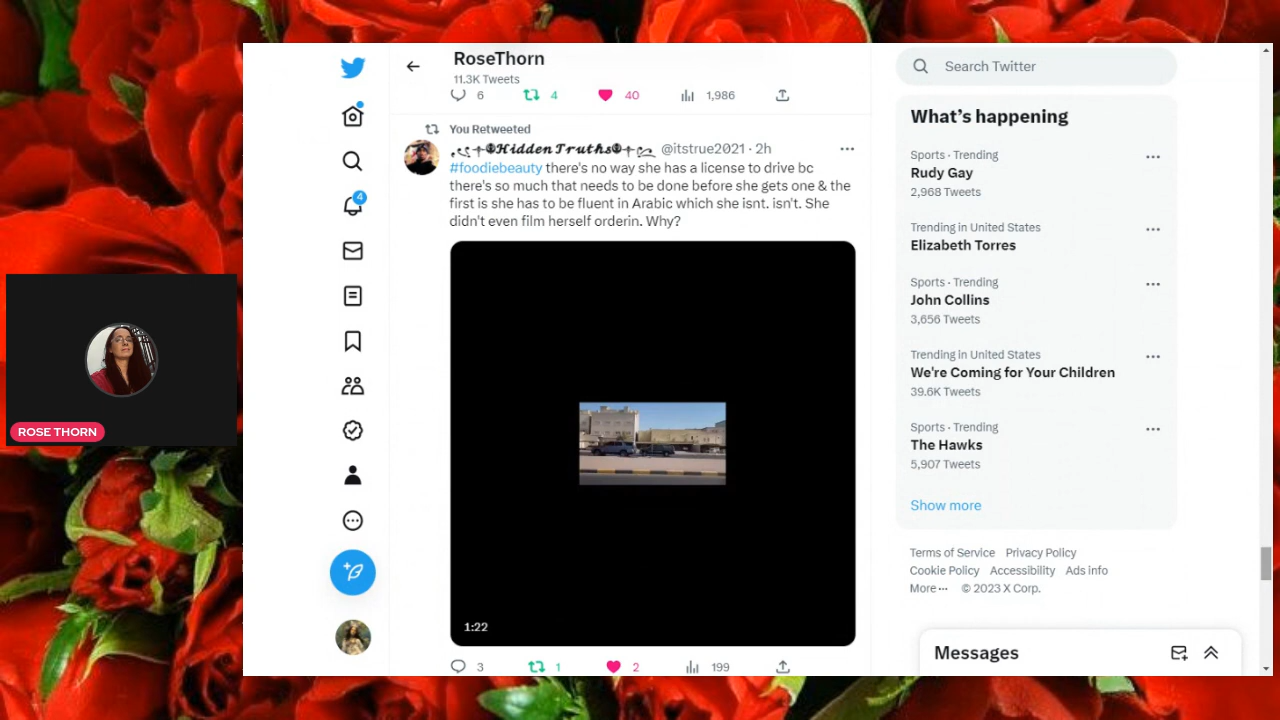 RoseThorn
11.3K Tweets
6 4 40 1,986
You Retweeted
HiddenTruths @itstrue2021 · 2h
#foodiebeauty there's no way she has a license to drive bc
there's so much that needs to be done before she gets one & the
first is she has to be fluent in Arabic which she isnt. isn't. She
didn't even film herself orderin. Why?
1:22
3 1 2 199
4
ROSE THORN
Search Twitter
What's happening
Sports · Trending
Rudy Gay
2,968 Tweets
Trending in United States
Elizabeth Torres
Sports · Trending
John Collins
3,656 Tweets
Trending in United States
We're Coming for Your Children
39.6K Tweets
Sports · Trending
The Hawks
5,907 Tweets
Show more
Terms of Service Privacy Policy
Cookie Policy Accessibility Ads info
More ··· © 2023 X Corp.
Messages